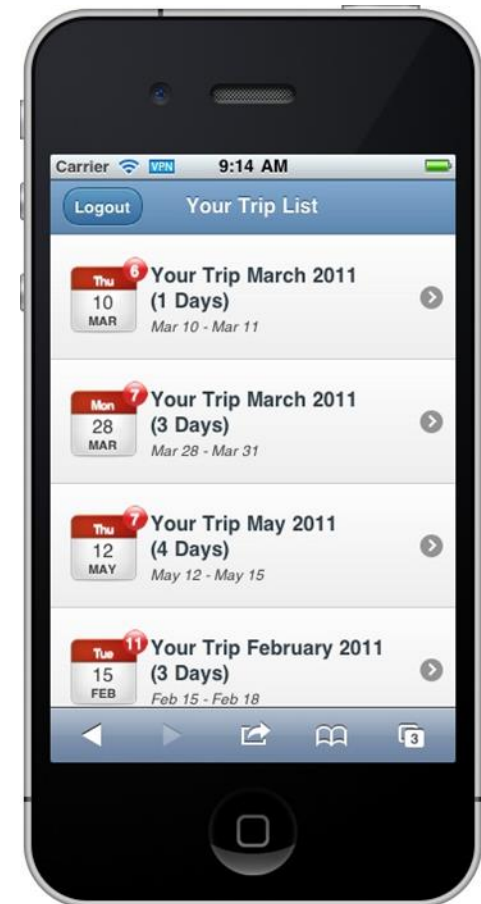 Carrier VPN 9:14 AM
Logout Your Trip List
Thu 6
10
MAR
Your Trip March 2011
(1 Days)
Mar 10 - Mar 11
Mon 7
28
MAR
Your Trip March 2011
(3 Days)
Mar 28 - Mar 31
Thu 7
12
MAY
Your Trip May 2011
(4 Days)
May 12 - May 15
Tue 11
15
FEB
Your Trip February 2011
(3 Days)
Feb 15 - Feb 18
3